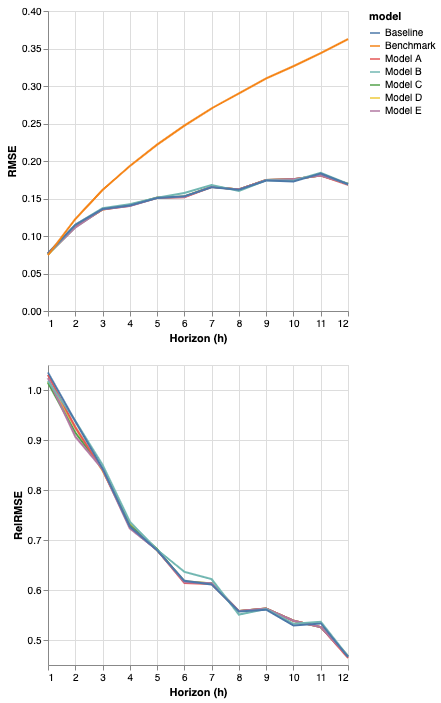 0.40
0.35
0.30
0.25
0.20
0.15
0.10
0.05
0.00
RMSE
1 2 3 4 5 6 7 8 9 10 11 12
Horizon (h)
model
Baseline
Benchmark
Model A
Model B
Model C
Model D
Model E
1.0
0.9
0.8
0.7
0.6
0.5
RelRMSE
1 2 3 4 5 6 7 8 9 10 11 12
Horizon (h)